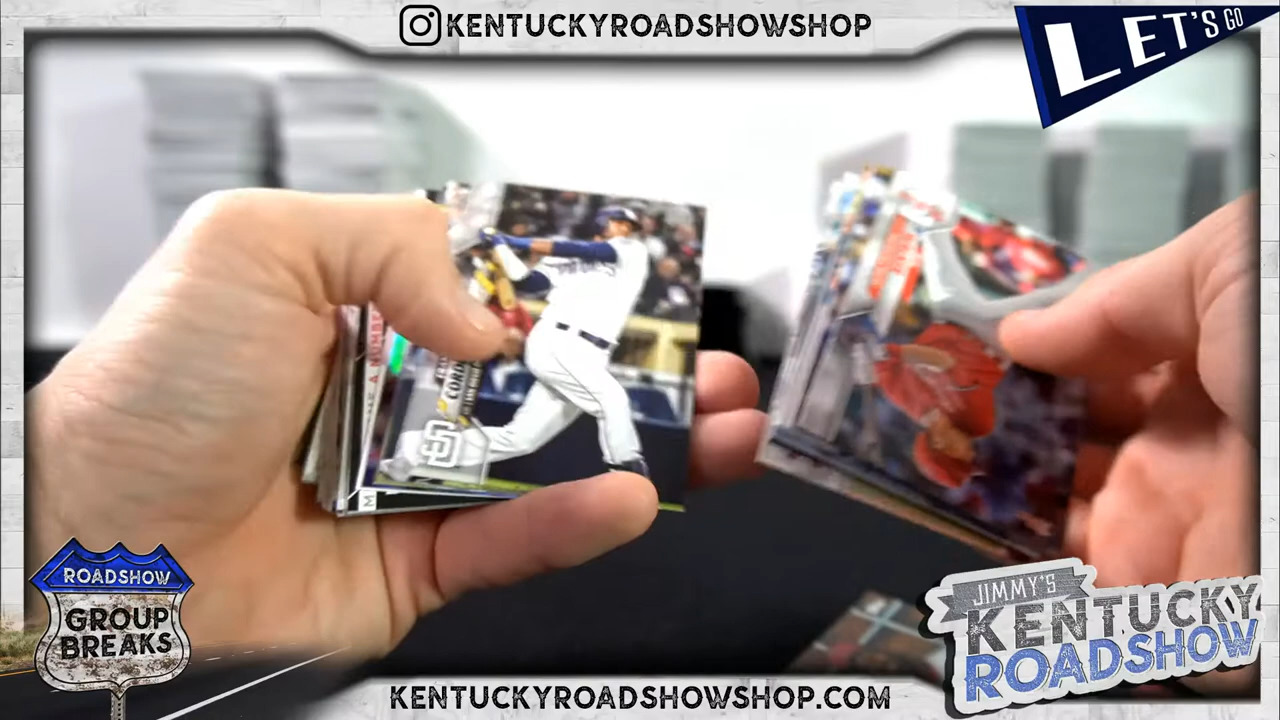 KENTUCKYROADSHOWSHOP
LET'S GO
ROADSHOW
GROUP
BREAKS
JIMMY'S
KENTUCKY
ROADSHOW
KENTUCKYROADSHOWSHOP.COM